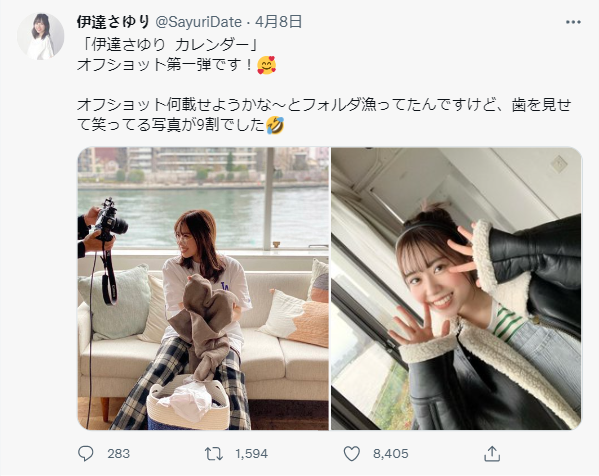 伊達さゆり @SayuriDate · 4月8日
「伊達さゆり カレンダー」
オフショット第一弾です！🥰
オフショット何載せようかな〜とフォルダ漁ってたんですけど、歯を見せ
て笑ってる写真が9割でした🤣
283 1,594 8,405